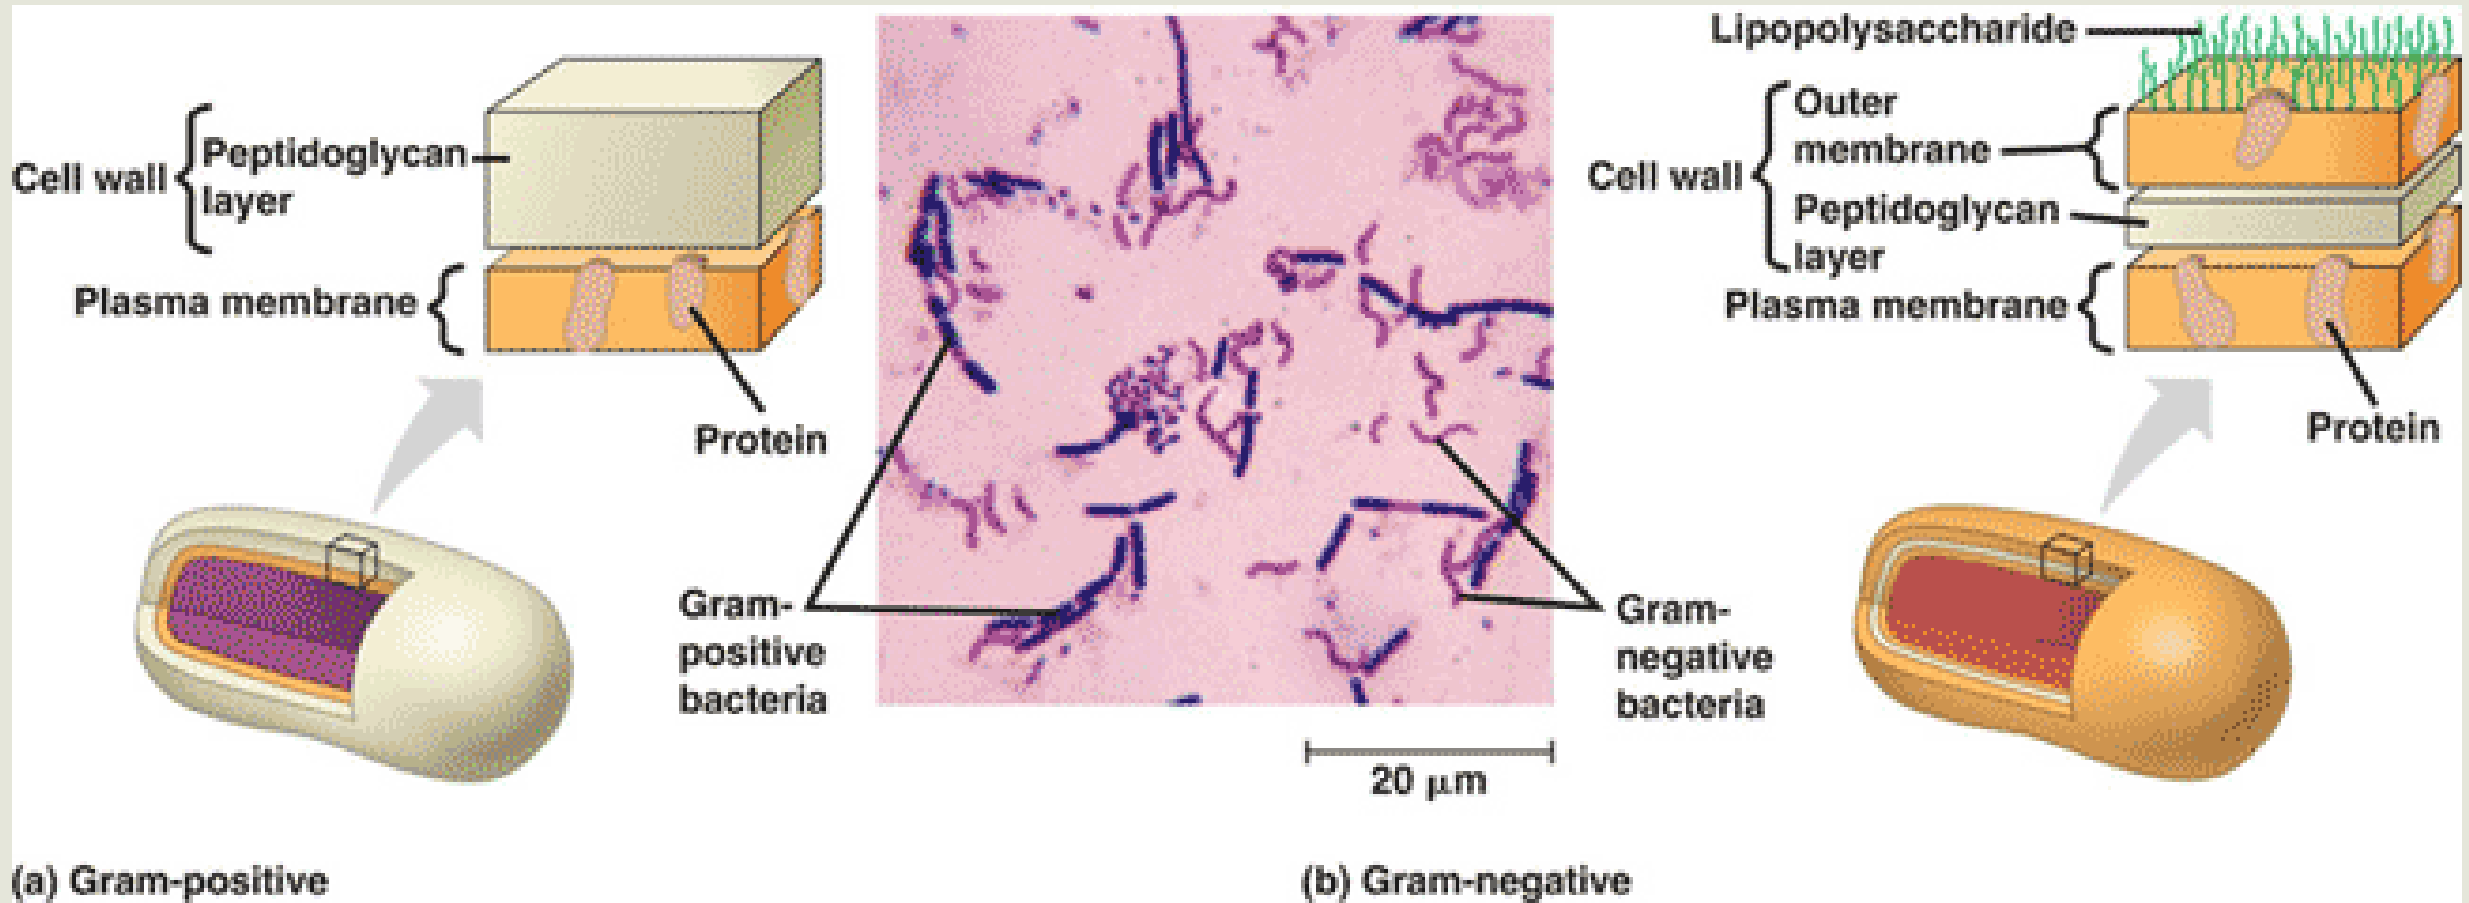 Cell wall
Peptidoglycan
layer
Plasma membrane
Protein
Gram-
positive
bacteria
(a) Gram-positive
Lipopolysaccharide
Cell wall
Outer
membrane
Peptidoglycan
layer
Plasma membrane
Protein
Gram-
negative
bacteria
20 μm
(b) Gram-negative